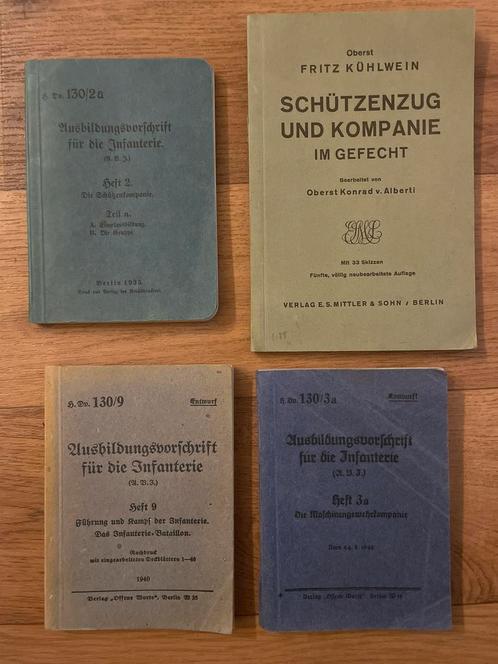 H. Dv. 130/2a
Ausbildungsvorschrift
für die Infanterie.
(A. V. I.)
Heft 2.
Die Schützenkompanie.
Teil a.
A. Einzelausbildung.
B. Die Gruppe.
Berlin 1935
Oberst
FRITZ KÜHLWEIN
SCHÜTZENZUG
UND KOMPANIE
IM GEFECHT
Bearbeitet von
Oberst Konrad v. Alberti
Mit 33 Skizzen
Fünfte, völlig neubearbeitete Auflage
VERLAG E. S. MITTLER & SOHN / BERLIN
H. Dv. 130/9
Entwurf
Ausbildungsvorschrift
für die Infanterie
(A. V. I.)
Heft 9
Führung und Kampf der Infanterie.
Das Infanterie-Bataillon.
Nachdruck
mit eingearbeiteten Deckblättern 1—40
1940
Verlag „Offene Worte", Berlin W 35
H. Dv. 130/3a
Entwurf
Ausbildungsvorschrift
für die Infanterie
(A. V. I.)
Heft 3a
Die Maschinengewehrkompanie
Verlag „Offene Worte", Berlin W 35